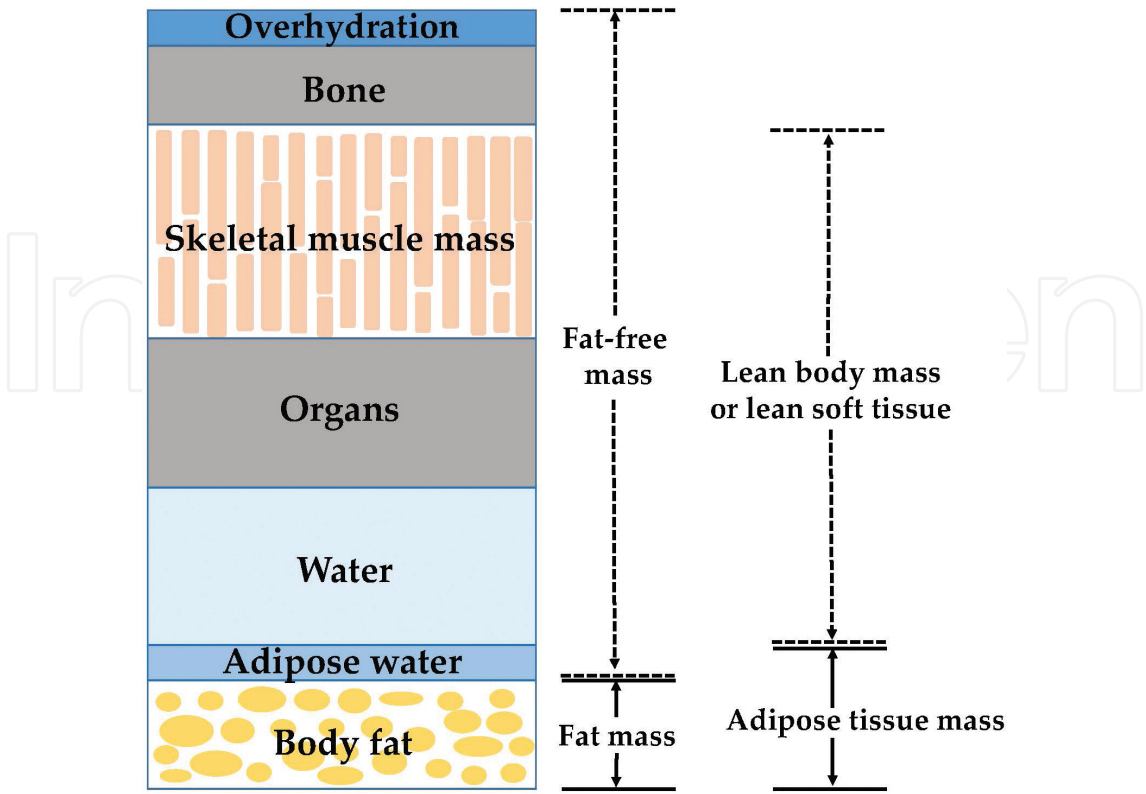 Overhydration
Bone
Skeletal muscle mass
Organs
Water
Adipose water
Body fat
Fat-free
mass
Fat mass
Lean body mass
or lean soft tissue
Adipose tissue mass